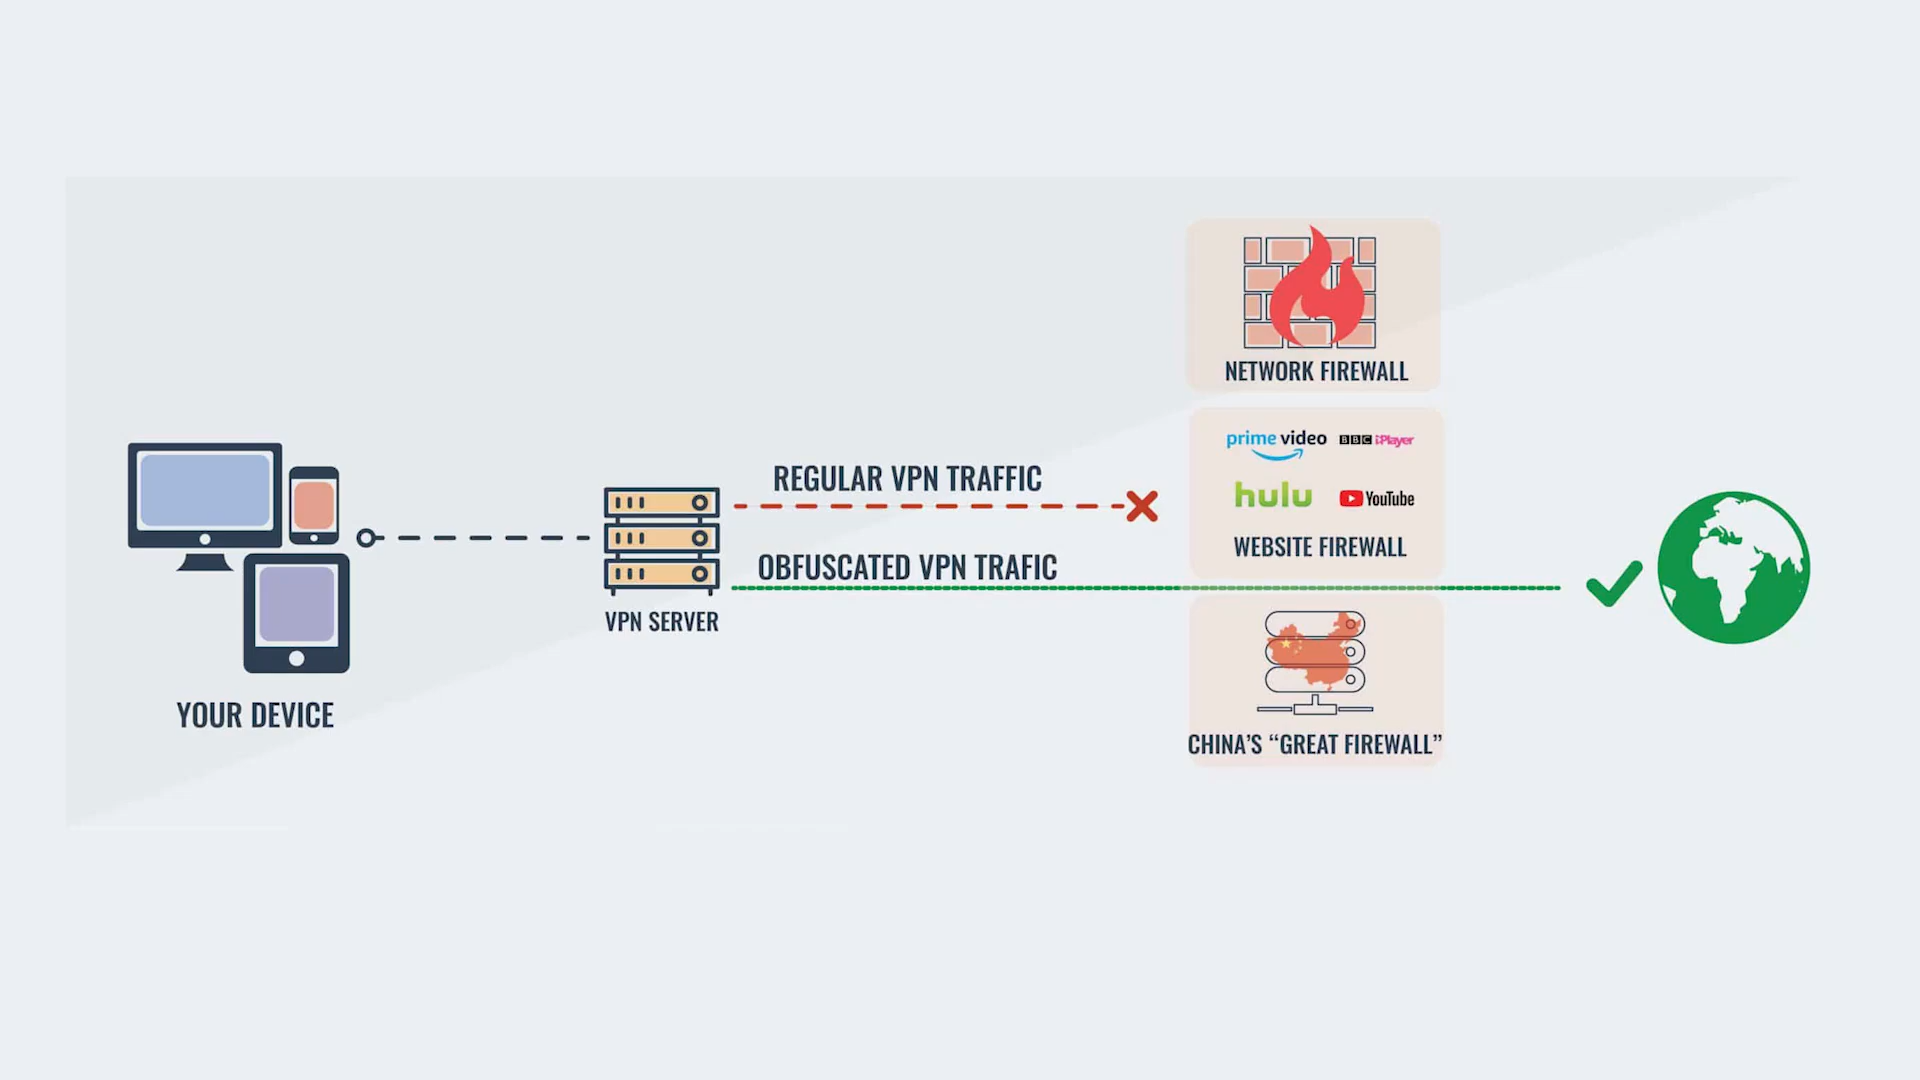 NETWORK FIREWALL
prime video BBC iPlayer
hulu YouTube
WEBSITE FIREWALL
REGULAR VPN TRAFFIC
OBFUSCATED VPN TRAFIC
VPN SERVER
YOUR DEVICE
CHINA'S “GREAT FIREWALL”